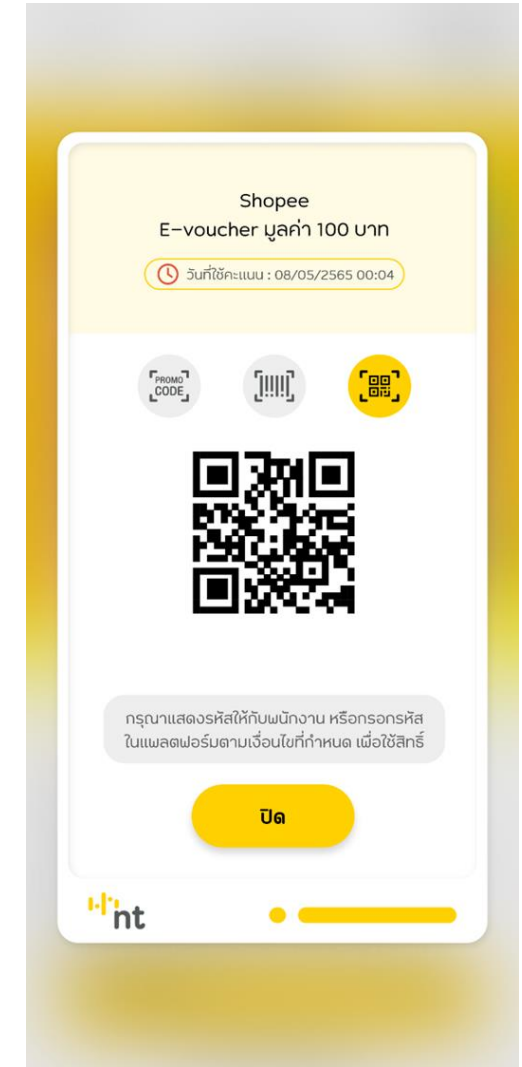 Shopee
E-voucher มูลค่า 100 บาท
วันที่ใช้คะแนน : 08/05/2565 00:04
PROMO
CODE
กรุณาแสดงรหัสให้กับพนักงาน หรือกรอกรหัส
ในแพลตฟอร์มตามเงื่อนไขที่กำหนด เพื่อใช้สิทธิ์
ปิด
nt